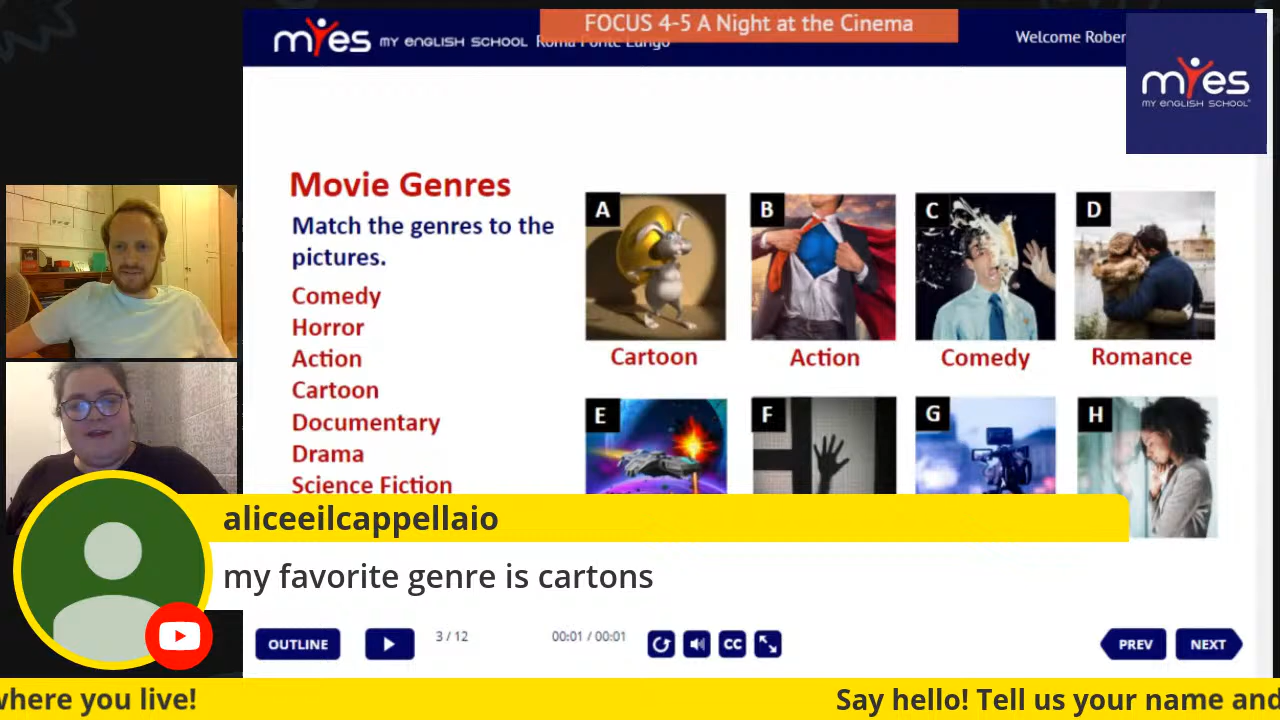 FOCUS 4-5 A Night at the Cinema
myes MY ENGLISH SCHOOL Roma Ponte Lungo
Welcome Rober
myes
MY ENGLISH SCHOOL
Movie Genres
Match the genres to the
pictures.
Comedy
Horror
Action
Cartoon
Documentary
Drama
Science Fiction
A
B
C
D
Cartoon
Action
Comedy
Romance
E
F
G
H
aliceeilcappellaio
my favorite genre is cartons
OUTLINE
3 / 12
00:01 / 00:01
CC
PREV
NEXT
where you live!
Say hello! Tell us your name and